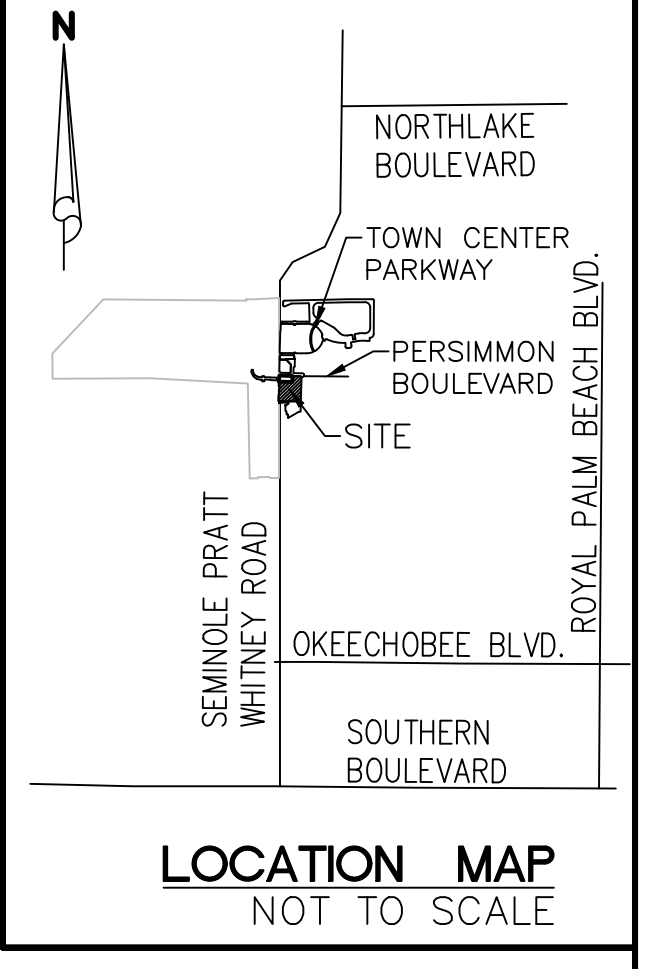 N
NORTHLAKE
BOULEVARD
TOWN CENTER
PARKWAY
PERSIMMON
BOULEVARD
SITE
ROYAL PALM BEACH BLVD.
SEMINOLE PRATT
WHITNEY ROAD
OKEECHOBEE BLVD.
SOUTHERN
BOULEVARD
LOCATION MAP
NOT TO SCALE